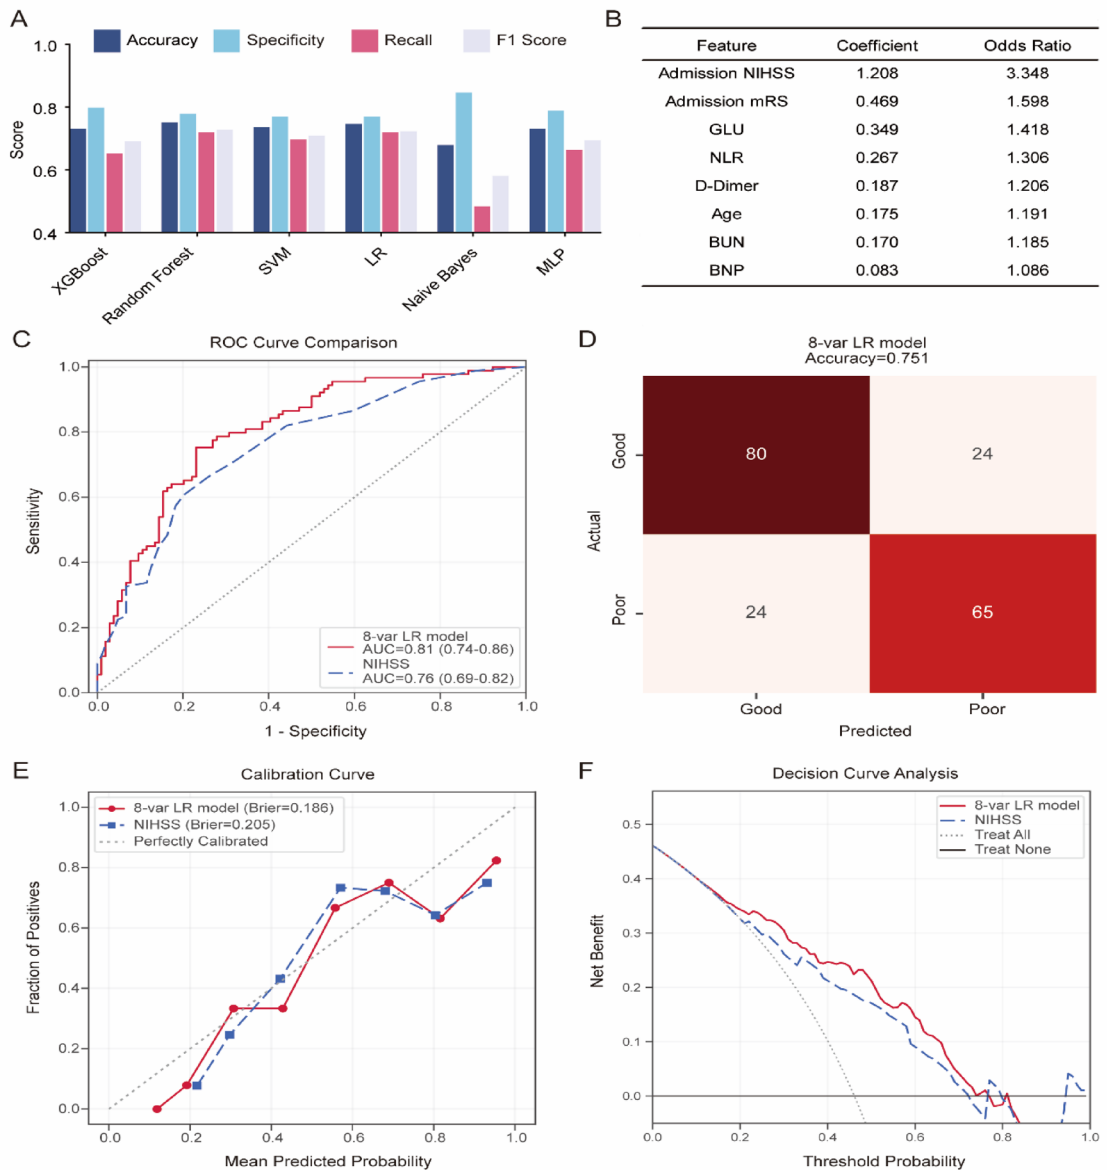 A
Accuracy Specificity Recall F1 Score
1.0
0.8
0.6
0.4
Score
XGBoost Random Forest SVM LR Naive Bayes MLP
B
Feature Coefficient Odds Ratio
Admission NIHSS 1.208 3.348
Admission mRS 0.469 1.598
GLU 0.349 1.418
NLR 0.267 1.306
D-Dimer 0.187 1.206
Age 0.175 1.191
BUN 0.170 1.185
BNP 0.083 1.086
C
ROC Curve Comparison
1.0
0.8
0.6
0.4
0.2
0.0
Sensitivity
8-var LR model
AUC=0.81 (0.74-0.86)
NIHSS
AUC=0.76 (0.69-0.82)
0.0 0.2 0.4 0.6 0.8 1.0
1 - Specificity
D
8-var LR model
Accuracy=0.751
Good 80 24
Actual
Poor 24 65
Good Poor
Predicted
E
Calibration Curve
8-var LR model (Brier=0.186)
NIHSS (Brier=0.205)
Perfectly Calibrated
1.0
0.8
0.6
0.4
0.2
0.0
Fraction of Positives
0.0 0.2 0.4 0.6 0.8 1.0
Mean Predicted Probability
F
Decision Curve Analysis
8-var LR model
NIHSS
Treat All
Treat None
0.5
0.4
0.3
0.2
0.1
0.0
Net Benefit
0.0 0.2 0.4 0.6 0.8 1.0
Threshold Probability